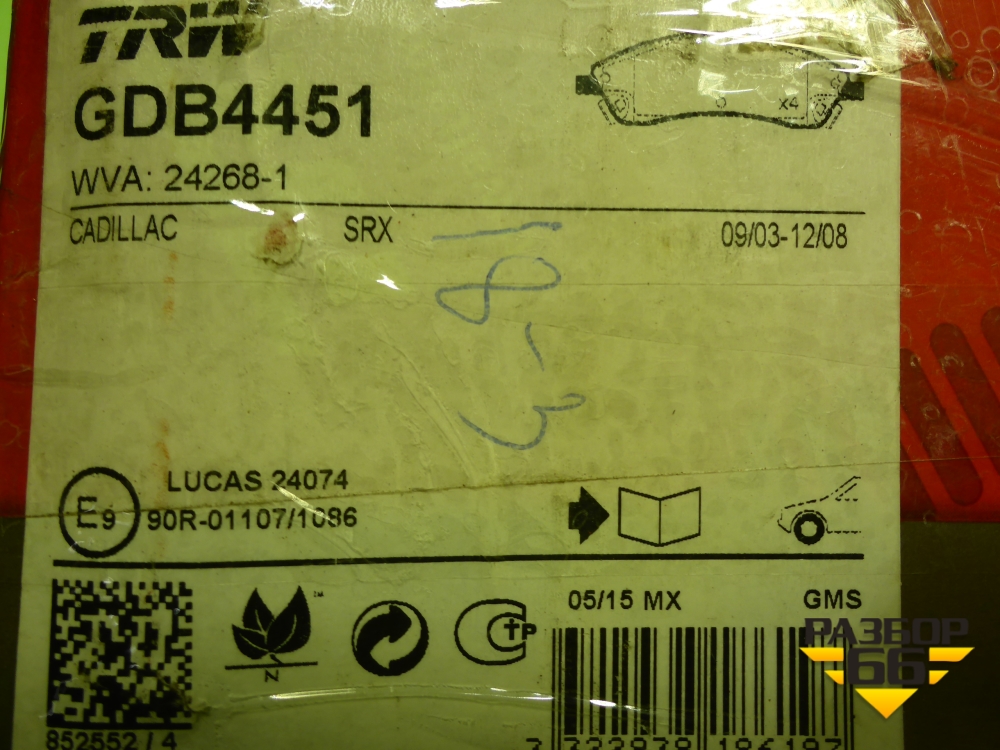 TRW
GDB4451
x4
WVA: 24268-1
CADILLAC SRX 09/03-12/08
LUCAS 24074
E9 90R-01107/1086
05/15 MX GMS
РАЗБОР
66
852552 / 4